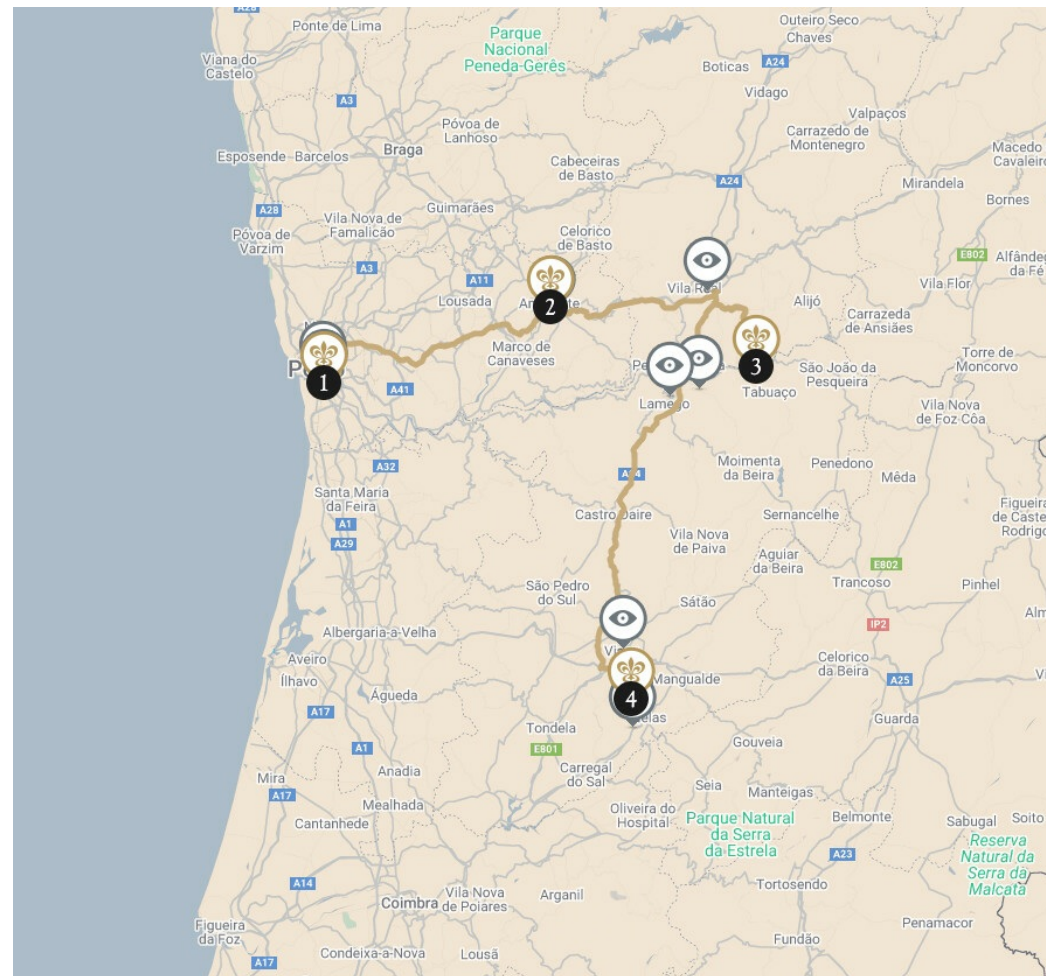 A28
Ponte de Lima
Outeiro Seco
Chaves
Parque
Nacional
Peneda-Gerês
A24
Boticas
Viana do
Castelo
Vidago
A3
Valpaços
Póvoa de
Lanhoso
Carrazedo de
Montenegro
Braga
Macedo
Esposende
Barcelos
Cabeceiras
de Basto
A24
Mirandela
Bornes
A28
Vila Nova de
Famalicão
Guimarães
Póvoa de
Varzim
Celorico
de Basto
E802
A3
A11
Vila Real
Vila Flor
Lousada
Alijó
Carrazeda
de Ansiães
2
Marco de
Canaveses
3
São João da
Pesqueira
Torre de
Moncorvo
1
A41
Tabuaço
Lamego
Vila Nova
de Foz Côa
A32
Moimenta
da Beira
Penedono
Mêda
Santa Maria
da Feira
A1
Castro Daire
Sernancelhe
A29
Vila Nova
de Paiva
Aguiar
da Beira
E802
Trancoso
Pinhel
São Pedro
do Sul
Sátão
IP2
Albergaria-a-Velha
Aveiro
Ílhavo
Celorico
da Beira
Mangualde
A25
Águeda
4
A17
Guarda
Tondela
E801
Gouveia
A1
Anadia
Carregal
do Sal
Mira
A17
Seia
Manteigas
Mealhada
Oliveira do
Hospital
Cantanhede
Parque Natural
da Serra
da Estrela
Belmonte
Sabugal
Soito
Reserva
Natural da
Serra da
Malcata
A23
A14
Tortosendo
Coimbra
Vila Nova
de Poiares
Arganil
Figueira
da Foz
Penamacor
Fundão
Condeixa-a-Nova
Lousã
A17